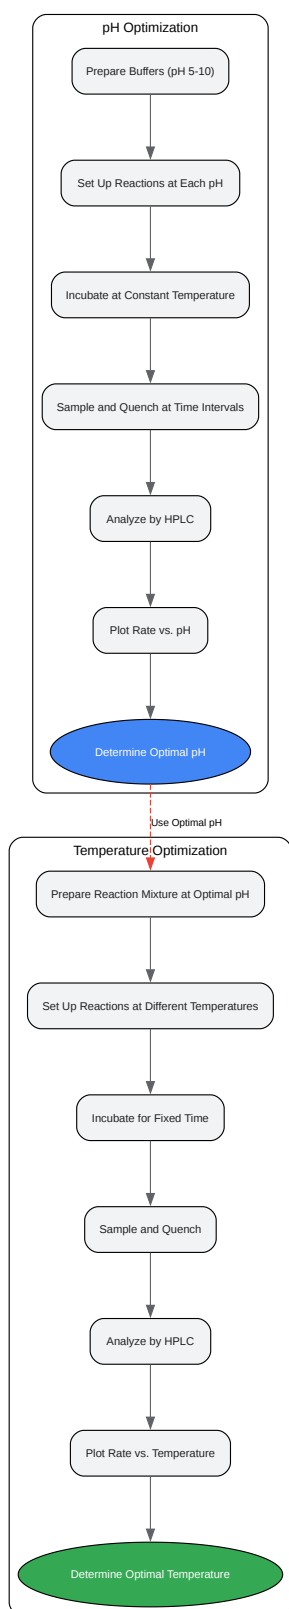 pH Optimization
Prepare Buffers (pH 5-10)
Set Up Reactions at Each pH
Incubate at Constant Temperature
Sample and Quench at Time Intervals
Analyze by HPLC
Plot Rate vs. pH
Determine Optimal pH
Use Optimal pH
Temperature Optimization
Prepare Reaction Mixture at Optimal pH
Set Up Reactions at Different Temperatures
Incubate for Fixed Time
Sample and Quench
Analyze by HPLC
Plot Rate vs. Temperature
Determine Optimal Temperature